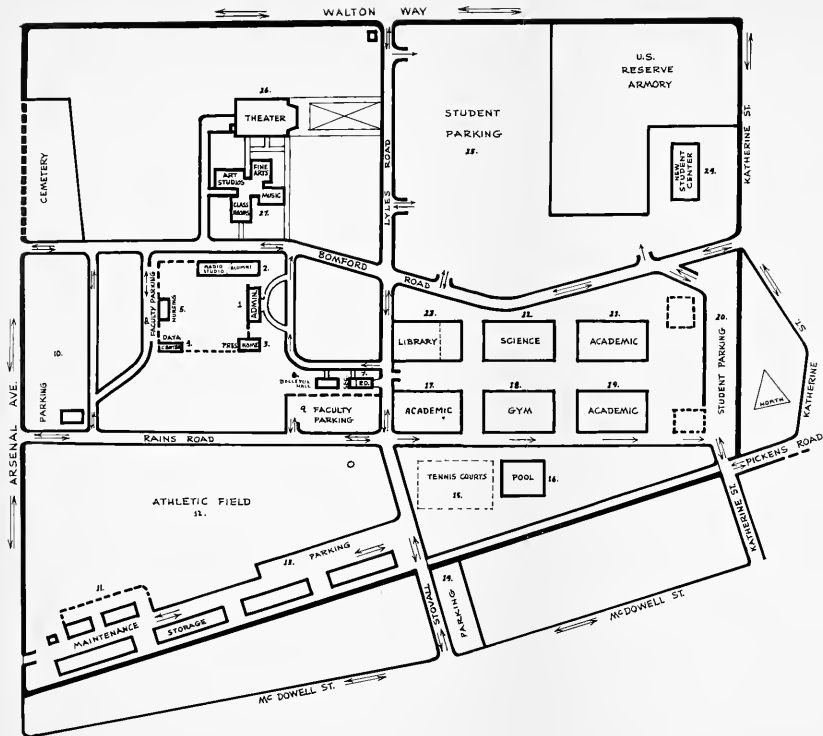 WALTON WAY
U.S.
RESERVE
ARMORY
KATHERINE ST.
26.
THEATER
STUDENT
PARKING
25.
LYLES ROAD
NEW
STUDENT
CENTER
24.
CEMETERY
ART
STUDIOS
FINE
ARTS
MUSIC
CLASS
ROOMS
27.
BOMFORD
ROAD
RADIO
STUDIO
ALUMNI
2.
FACULTY PARKING
6.
NURSING
5.
1.
ADMIN.
DATA
CENTER
4.
PRES.
HOME
3.
10.
PARKING
ARSENAL AVE.
23.
LIBRARY
22.
SCIENCE
21.
ACADEMIC
20.
STUDENT PARKING
NORTH
KATHERINE ST.
8.
BELLEVUE
HALL
7.
ED.
9. FACULTY
PARKING
17.
ACADEMIC
18.
GYM
19.
ACADEMIC
RAINS ROAD
PICKENS ROAD
ATHLETIC FIELD
12.
TENNIS COURTS
15.
POOL
16.
KATHERINE ST.
13. PARKING
11.
MAINTENANCE
STORAGE
STOVALL
14.
PARKING
McDOWELL ST.
McDOWELL ST.